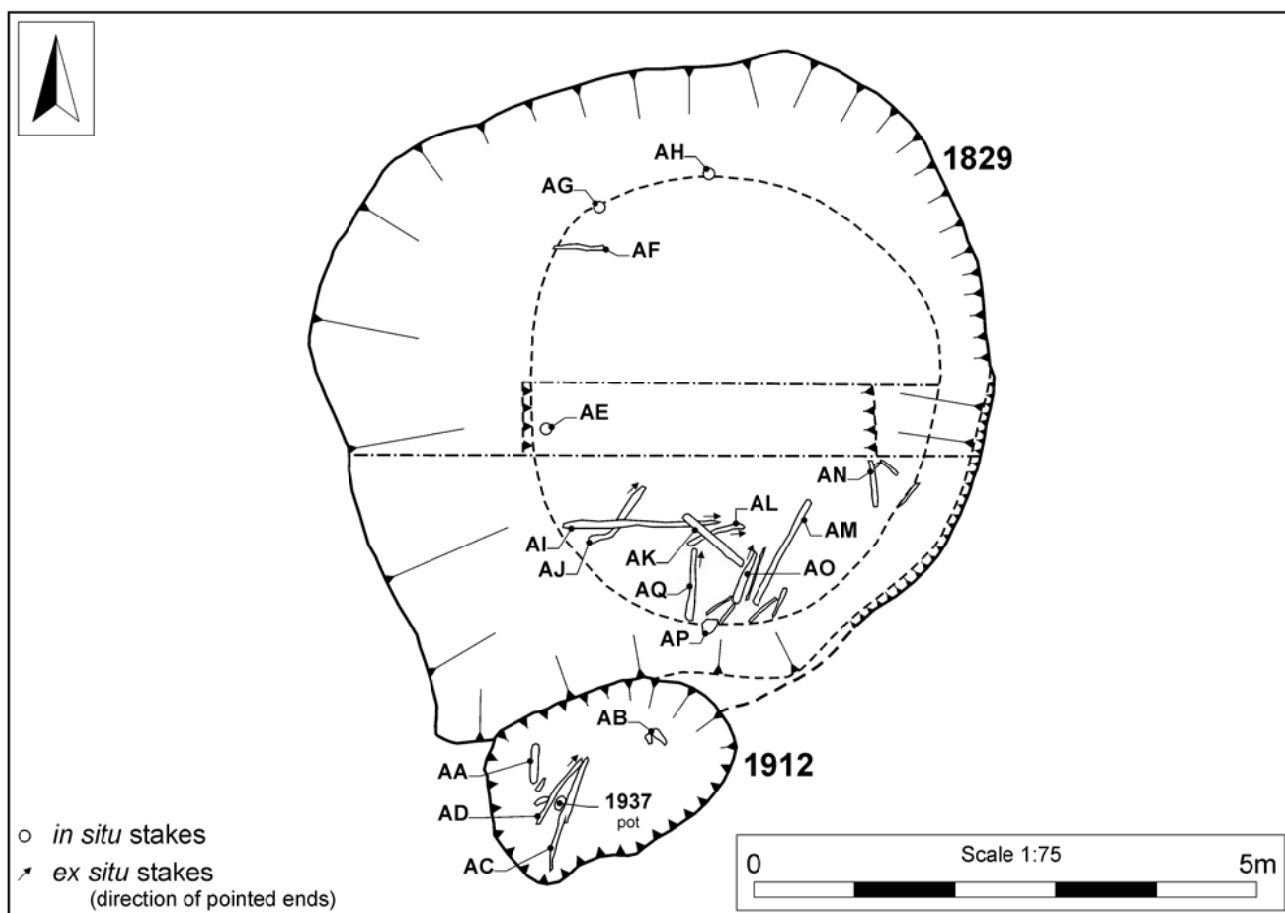 AH
1829
AG
AF
AE
AN
AL
AM
AI
AK
AJ
AO
AQ
AP
AB
1912
AA
1937
pot
AD
AC
in situ stakes
ex situ stakes
(direction of pointed ends)
Scale 1:75
0 5m